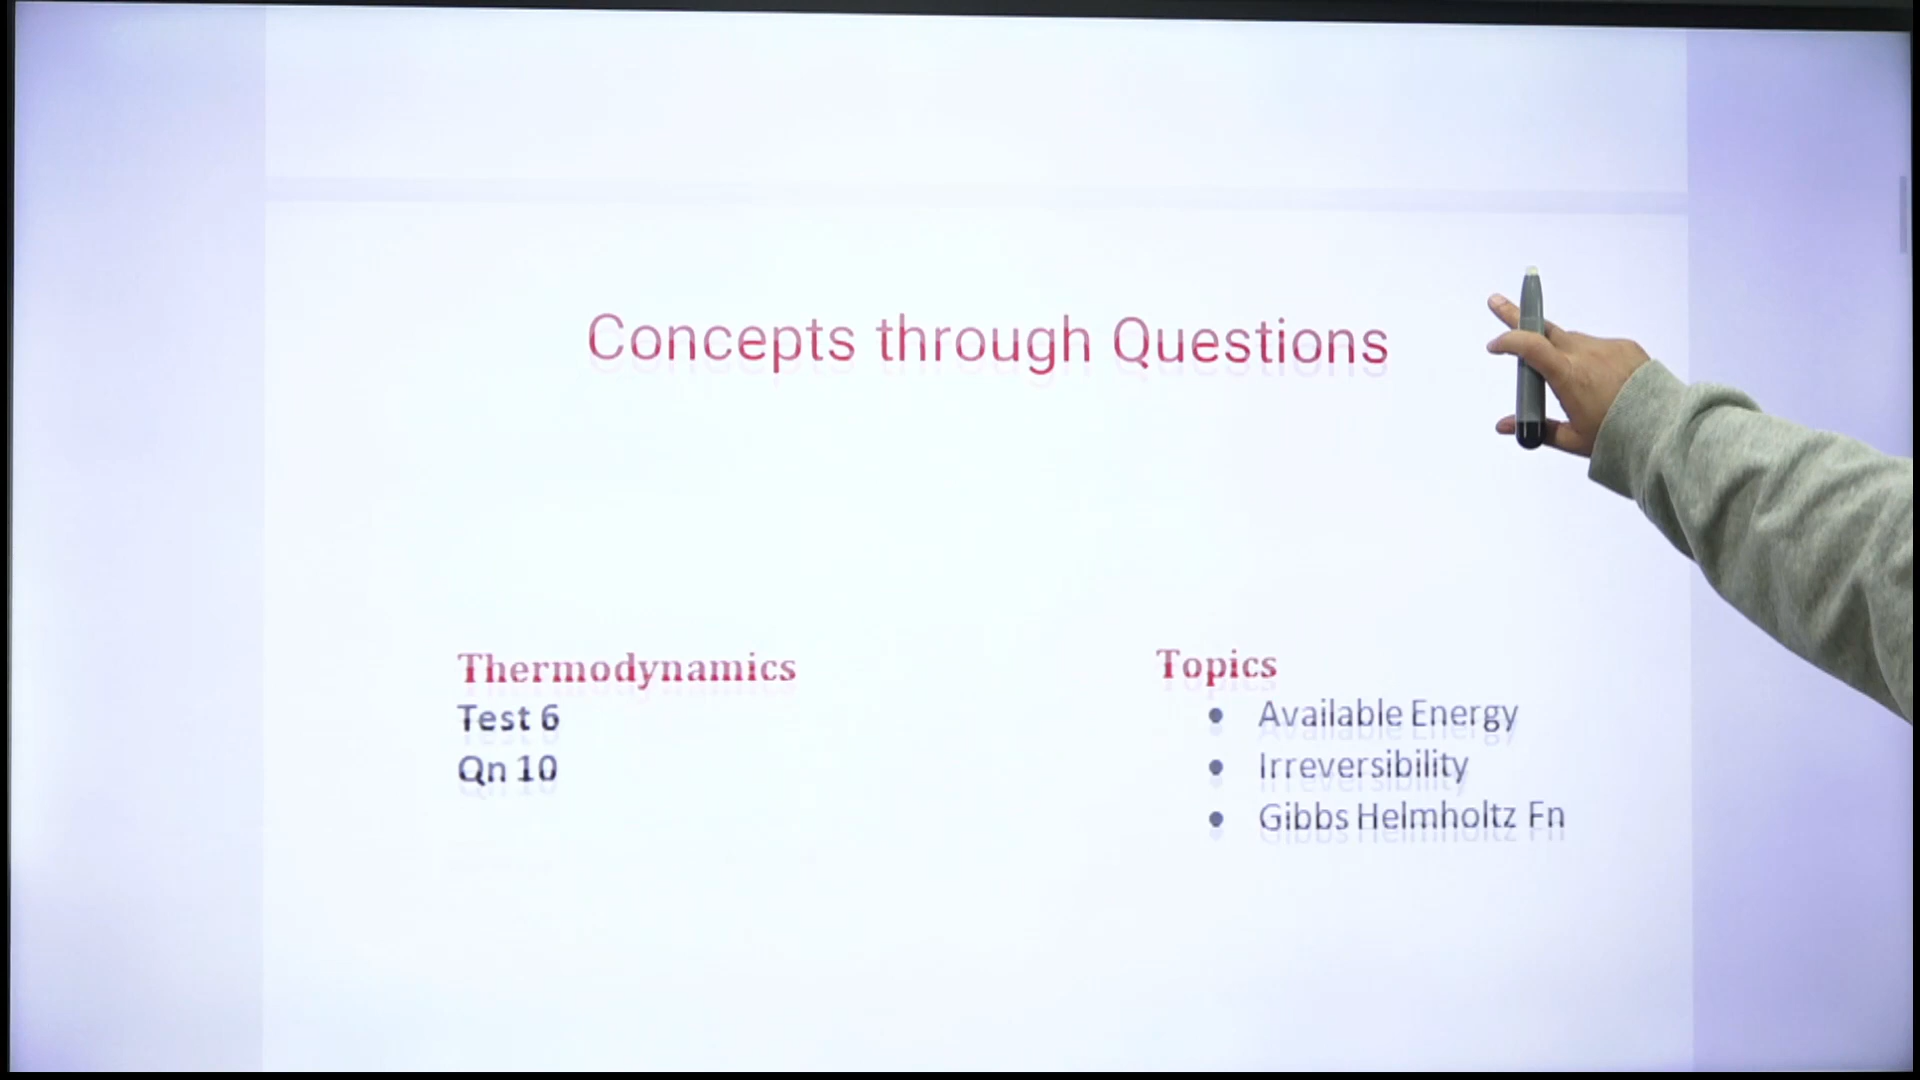 Concepts through Questions
Thermodynamics
Test 6
Qn 10
Topics
• Available Energy
• Irreversibility
• Gibbs Helmholtz Fn